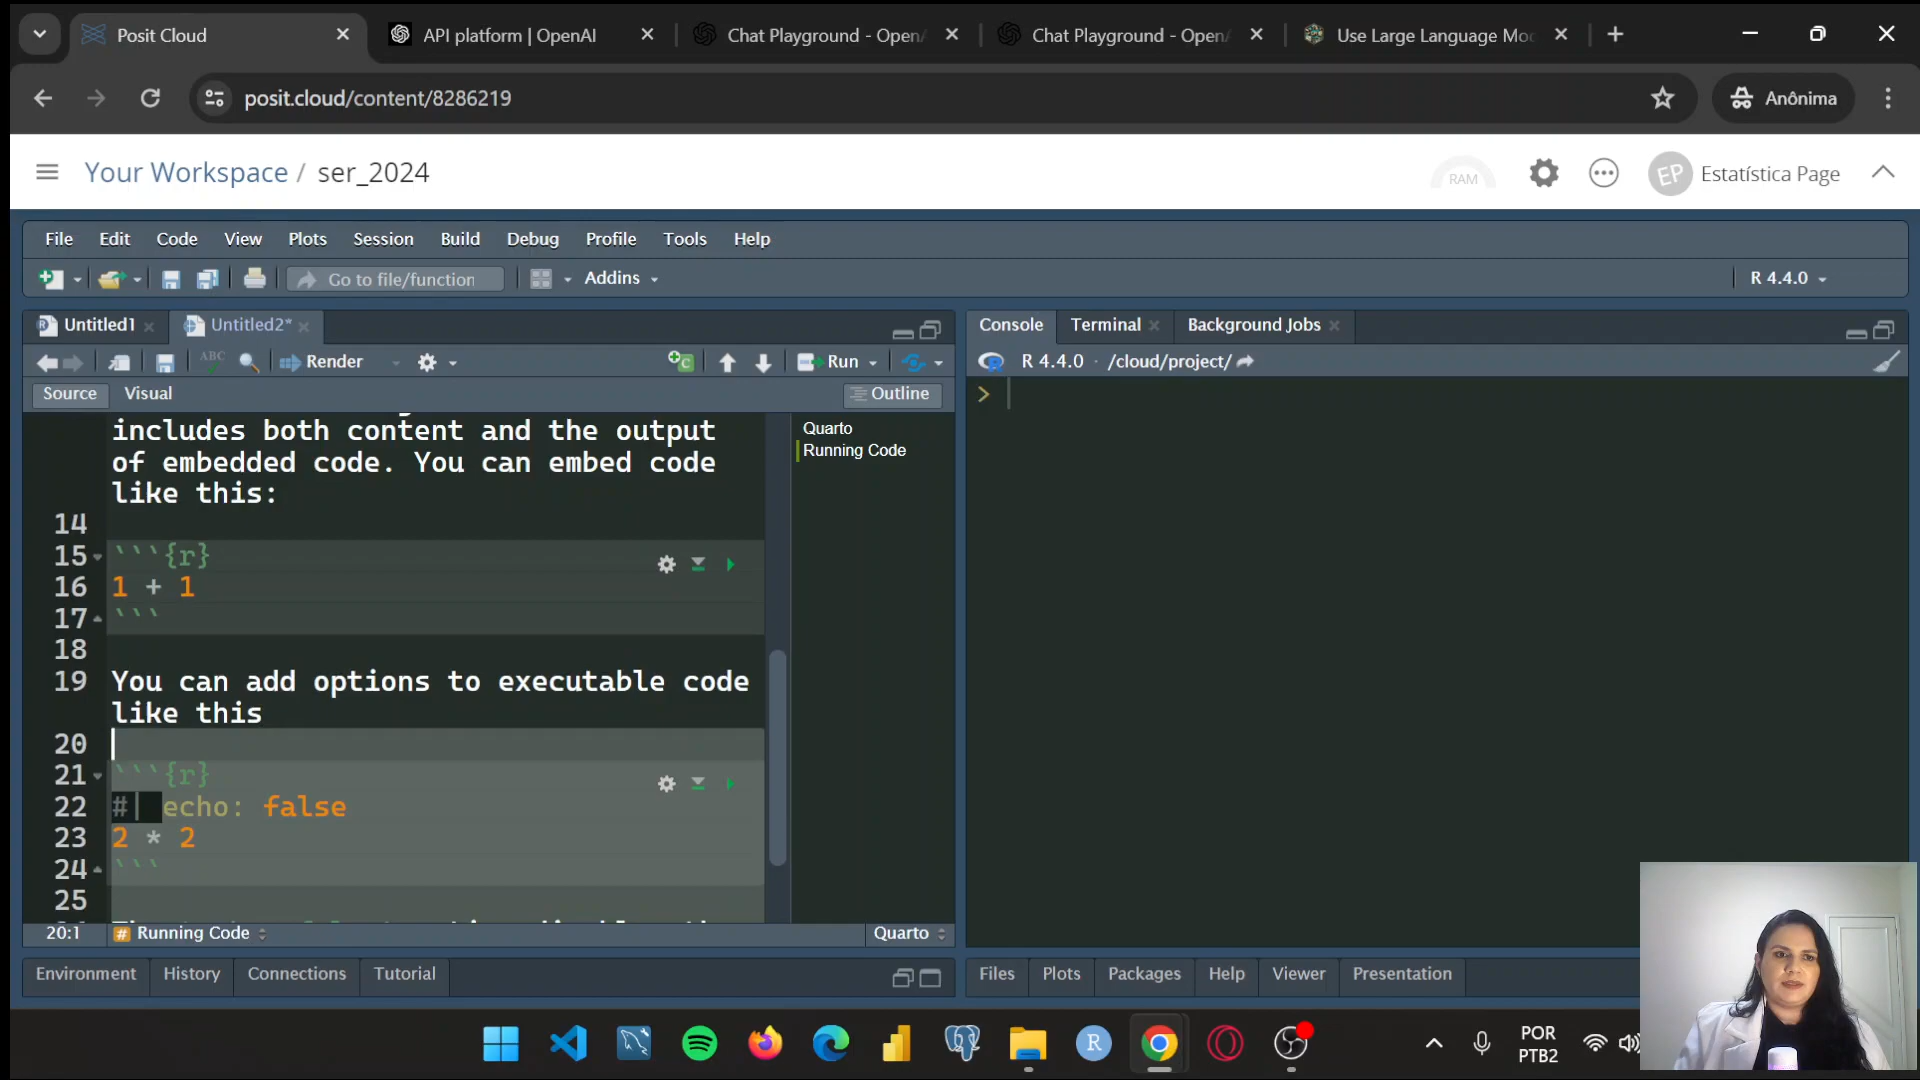 Posit Cloud
API platform | OpenAI
Chat Playground - OpenA
Chat Playground - OpenA
Use Large Language Mo
posit.cloud/content/8286219
Anônima
Your Workspace / ser_2024
RAM
EP
Estatística Page
File Edit Code View Plots Session Build Debug Profile Tools Help
Go to file/function
Addins
R 4.4.0
Untitled1
Untitled2*
Console Terminal Background Jobs
ABC
Render
Run
R 4.4.0 · /cloud/project/
Source Visual
Outline
>
includes both content and the output
of embedded code. You can embed code
like this:
14
15 ```{r}
16 1 + 1
17 ```
18
19 You can add options to executable code
like this
20
21 ```{r}
22 #| echo: false
23 2 * 2
24 ```
25
Quarto
Running Code
20:1 # Running Code
Quarto
Environment History Connections Tutorial
Files Plots Packages Help Viewer Presentation
R
POR
PTB2